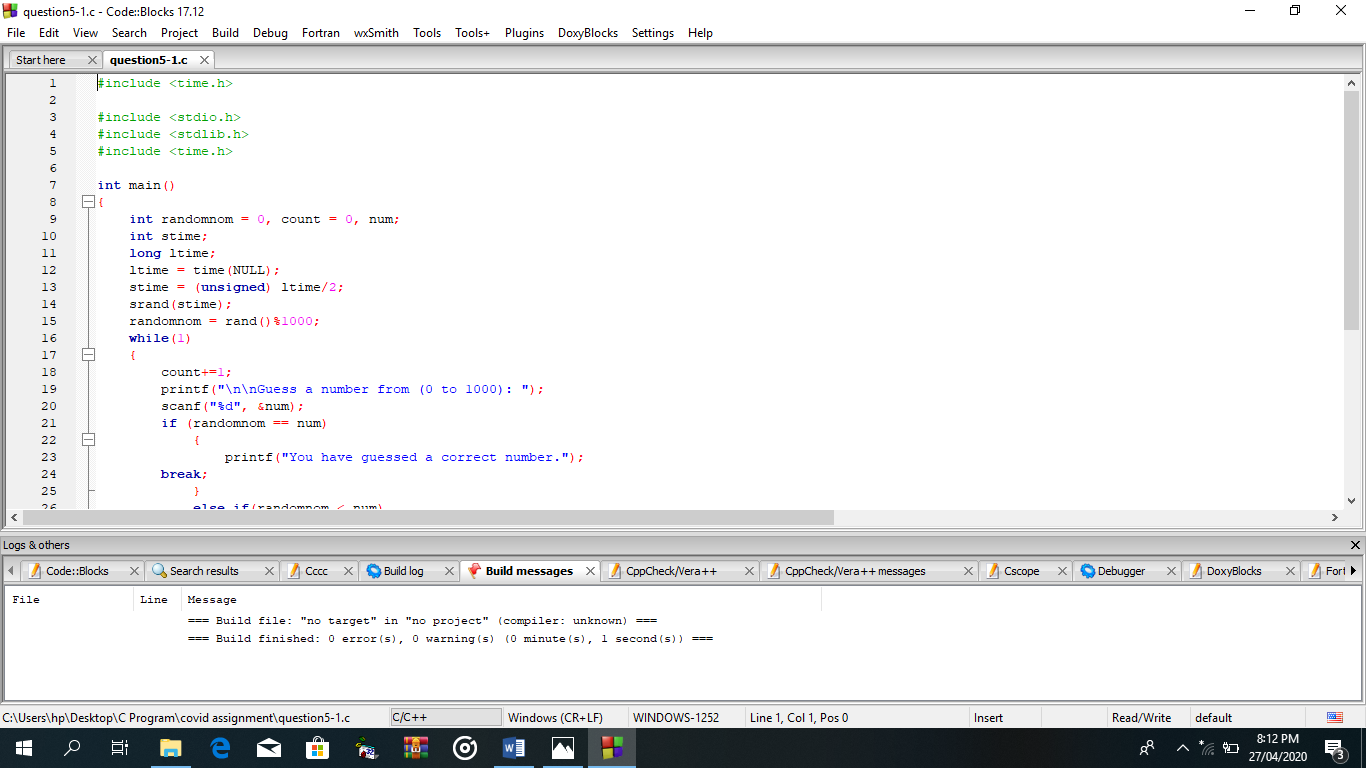 question5-1.c - Code::Blocks 17.12
File Edit View Search Project Build Debug Fortran wxSmith Tools Tools+ Plugins DoxyBlocks Settings Help
Start here question5-1.c
1 #include <time.h>
2
3 #include <stdio.h>
4 #include <stdlib.h>
5 #include <time.h>
6
7 int main()
8 {
9 int randomnom = 0, count = 0, num;
10 int stime;
11 long ltime;
12 ltime = time(NULL);
13 stime = (unsigned) ltime/2;
14 srand(stime);
15 randomnom = rand()%1000;
16 while(1)
17 {
18 count+=1;
19 printf("\n\nGuess a number from (0 to 1000): ");
20 scanf("%d", &num);
21 if (randomnom == num)
22 {
23 printf("You have guessed a correct number.");
24 break;
25 }
26 else if(randomnom < num)
Logs & others
Code::Blocks Search results Cccc Build log Build messages CppCheck/Vera++ CppCheck/Vera++ messages Cscope Debugger DoxyBlocks Fort
File Line Message
=== Build file: "no target" in "no project" (compiler: unknown) ===
=== Build finished: 0 error(s), 0 warning(s) (0 minute(s), 1 second(s)) ===
C:\Users\hp\Desktop\C Program\covid assignment\question5-1.c C/C++ Windows (CR+LF) WINDOWS-1252 Line 1, Col 1, Pos 0 Insert Read/Write default
8:12 PM
27/04/2020
3